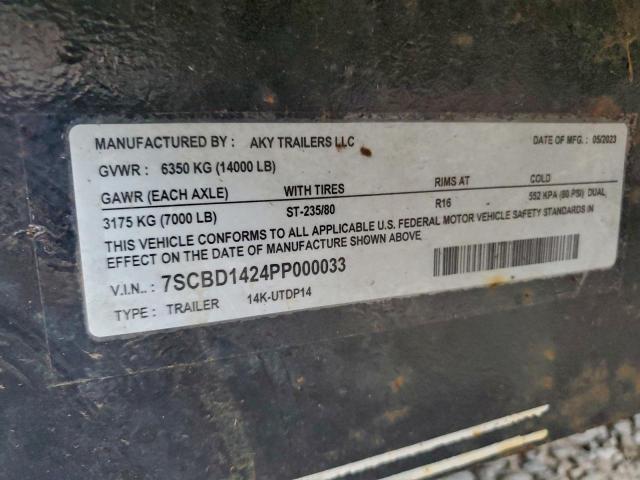 MANUFACTURED BY : AKY TRAILERS LLC DATE OF MFG. : 05/2023
GVWR : 6350 KG (14000 LB)
GAWR (EACH AXLE) WITH TIRES RIMS AT COLD
3175 KG (7000 LB) ST-235/80 R16 552 KPA (80 PSI) DUAL
THIS VEHICLE CONFORMS TO ALL APPLICABLE U.S. FEDERAL MOTOR VEHICLE SAFETY STANDARDS IN
EFFECT ON THE DATE OF MANUFACTURE SHOWN ABOVE
V.I.N.. : 7SCBD1424PP000033
TYPE : TRAILER 14K-UTDP14